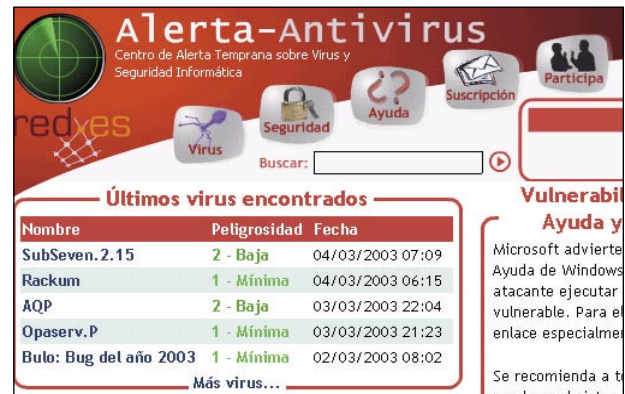 Alerta-Antivirus
Centro de Alerta Temprana sobre Virus y
Seguridad Informática
red.es
Virus
Seguridad
Ayuda
Suscripción
Participa
Buscar:
Últimos virus encontrados
Nombre Peligrosidad Fecha
SubSeven.2.15 2 - Baja 04/03/2003 07:09
Rackum 1 - Mínima 04/03/2003 06:15
AQP 2 - Baja 03/03/2003 22:04
Opaserv.P 1 - Mínima 03/03/2003 21:23
Bulo: Bug del año 2003 1 - Mínima 02/03/2003 08:02
Más virus...
Vulnerabil
Ayuda y
Microsoft advierte
Ayuda de Windows
atacante ejecutar
vulnerable. Para el
enlace especialmen
Se recomienda a to